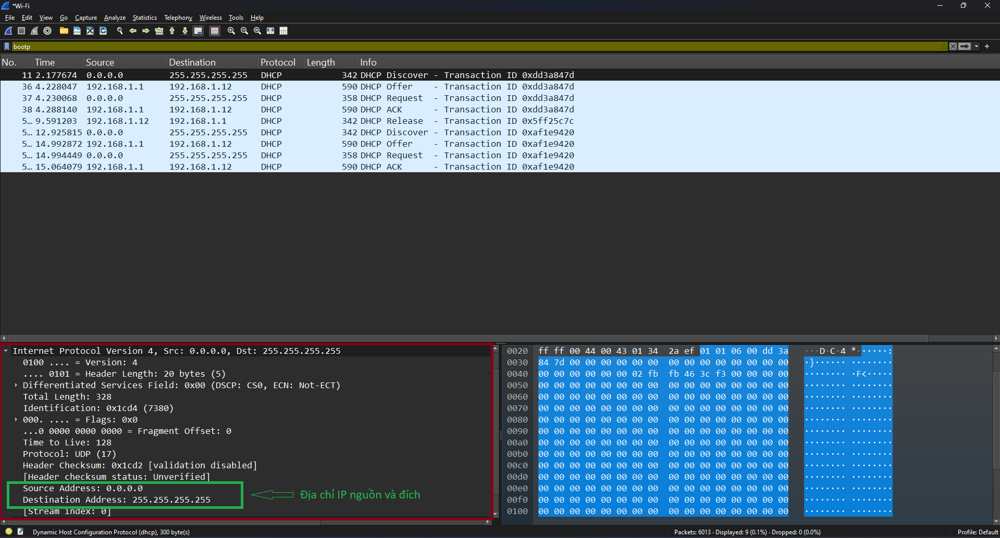 *Wi-Fi
File Edit View Go Capture Analyze Statistics Telephony Wireless Tools Help
bootp
No. Time Source Destination Protocol Length Info
11 2.177674 0.0.0.0 255.255.255.255 DHCP 342 DHCP Discover - Transaction ID 0xdd3a847d
36 4.228047 192.168.1.1 192.168.1.12 DHCP 590 DHCP Offer - Transaction ID 0xdd3a847d
37 4.230068 0.0.0.0 255.255.255.255 DHCP 358 DHCP Request - Transaction ID 0xdd3a847d
38 4.288140 192.168.1.1 192.168.1.12 DHCP 590 DHCP ACK - Transaction ID 0xdd3a847d
5… 9.591203 192.168.1.12 192.168.1.1 DHCP 342 DHCP Release - Transaction ID 0x5ff25c7c
5… 12.925815 0.0.0.0 255.255.255.255 DHCP 342 DHCP Discover - Transaction ID 0xaf1e9420
5… 14.992872 192.168.1.1 192.168.1.12 DHCP 590 DHCP Offer - Transaction ID 0xaf1e9420
5… 14.994449 0.0.0.0 255.255.255.255 DHCP 358 DHCP Request - Transaction ID 0xaf1e9420
5… 15.064079 192.168.1.1 192.168.1.12 DHCP 590 DHCP ACK - Transaction ID 0xaf1e9420
Internet Protocol Version 4, Src: 0.0.0.0, Dst: 255.255.255.255
0100 .... = Version: 4
.... 0101 = Header Length: 20 bytes (5)
Differentiated Services Field: 0x00 (DSCP: CS0, ECN: Not-ECT)
Total Length: 328
Identification: 0x1cd4 (7380)
000. .... = Flags: 0x0
...0 0000 0000 0000 = Fragment Offset: 0
Time to Live: 128
Protocol: UDP (17)
Header Checksum: 0x1cd2 [validation disabled]
[Header checksum status: Unverified]
Source Address: 0.0.0.0
Destination Address: 255.255.255.255
[Stream index: 0]
Địa chỉ IP nguồn và đích
0020 ff ff 00 44 00 43 01 34 2a ef 01 01 06 00 dd 3a ···D·C·4 *·····:
0030 84 7d 00 00 00 00 00 00 00 00 00 00 00 00 00 00 ·}······ ········
0040 00 00 00 00 00 00 02 fb fb 46 3c f3 00 00 00 00 ········ ·F<·····
0050 00 00 00 00 00 00 00 00 00 00 00 00 00 00 00 00 ········ ········
0060 00 00 00 00 00 00 00 00 00 00 00 00 00 00 00 00 ········ ········
0070 00 00 00 00 00 00 00 00 00 00 00 00 00 00 00 00 ········ ········
0080 00 00 00 00 00 00 00 00 00 00 00 00 00 00 00 00 ········ ········
0090 00 00 00 00 00 00 00 00 00 00 00 00 00 00 00 00 ········ ········
00a0 00 00 00 00 00 00 00 00 00 00 00 00 00 00 00 00 ········ ········
00b0 00 00 00 00 00 00 00 00 00 00 00 00 00 00 00 00 ········ ········
00c0 00 00 00 00 00 00 00 00 00 00 00 00 00 00 00 00 ········ ········
00d0 00 00 00 00 00 00 00 00 00 00 00 00 00 00 00 00 ········ ········
00e0 00 00 00 00 00 00 00 00 00 00 00 00 00 00 00 00 ········ ········
00f0 00 00 00 00 00 00 00 00 00 00 00 00 00 00 00 00 ········ ········
0100 00 00 00 00 00 00 00 00 00 00 00 00 00 00 00 00 ········ ········
Dynamic Host Configuration Protocol (dhcp), 300 byte(s)
Packets: 6013 · Displayed: 9 (0.1%) · Dropped: 0 (0.0%)
Profile: Default